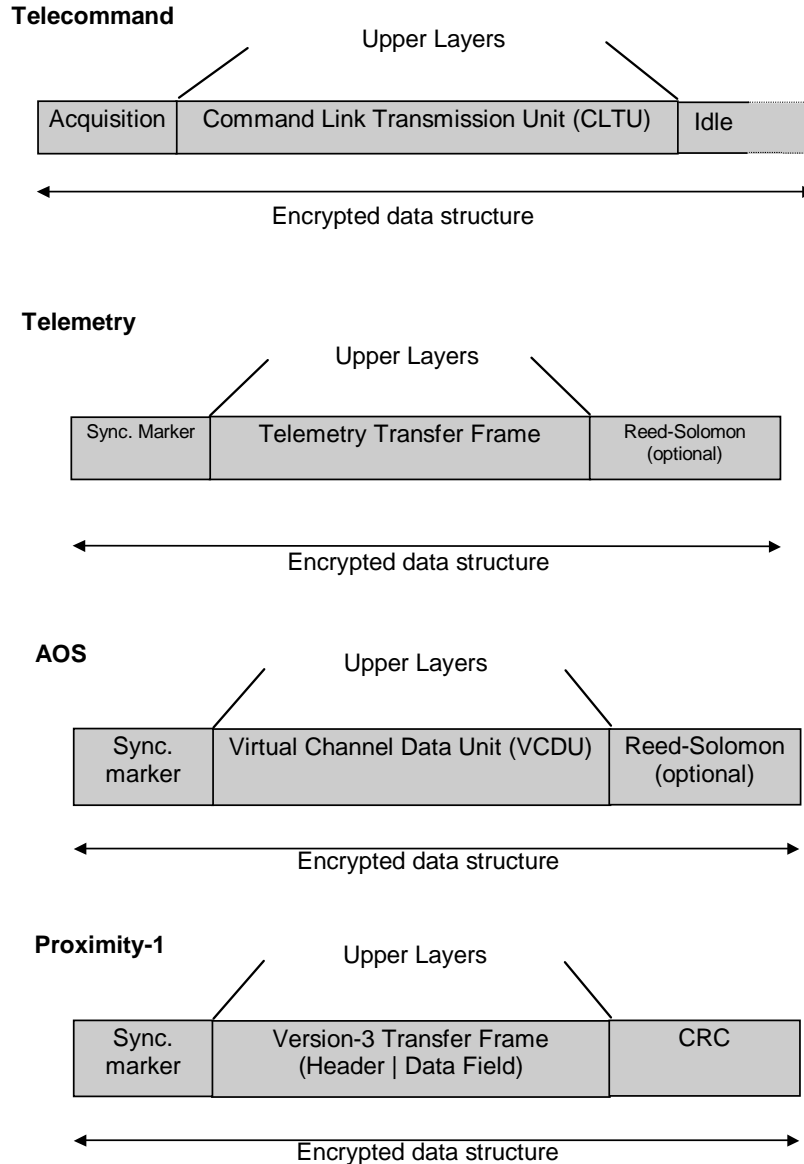 Telecommand
Upper Layers
Acquisition
Command Link Transmission Unit (CLTU)
Idle
Encrypted data structure
Telemetry
Upper Layers
Sync. Marker
Telemetry Transfer Frame
Reed-Solomon
(optional)
Encrypted data structure
AOS
Upper Layers
Sync.
marker
Virtual Channel Data Unit (VCDU)
Reed-Solomon
(optional)
Encrypted data structure
Proximity-1
Upper Layers
Sync.
marker
Version-3 Transfer Frame
(Header | Data Field)
CRC
Encrypted data structure